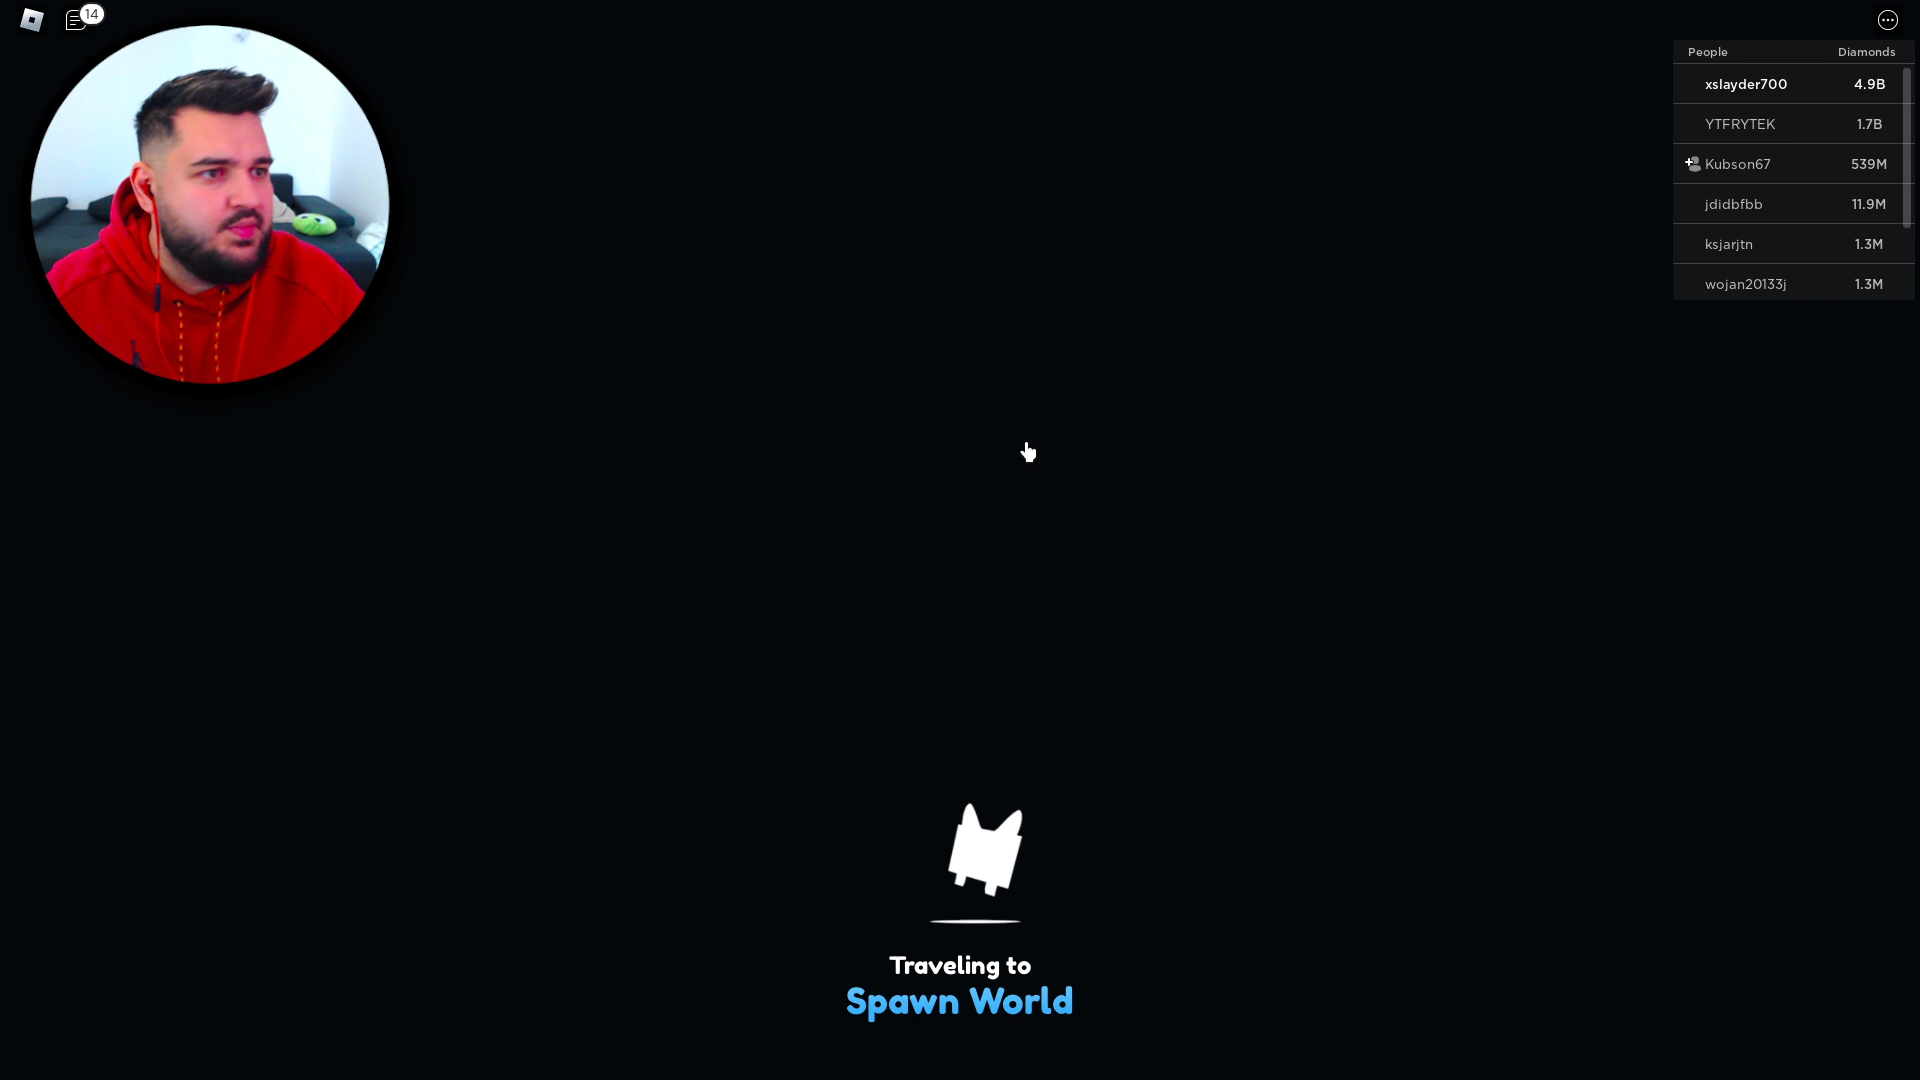 14
People Diamonds
xslayder700 4.9B
YTFRYTEK 1.7B
Kubson67 539M
jdidbfbb 11.9M
ksjarjtn 1.3M
wojan20133j 1.3M
Traveling to
Spawn World